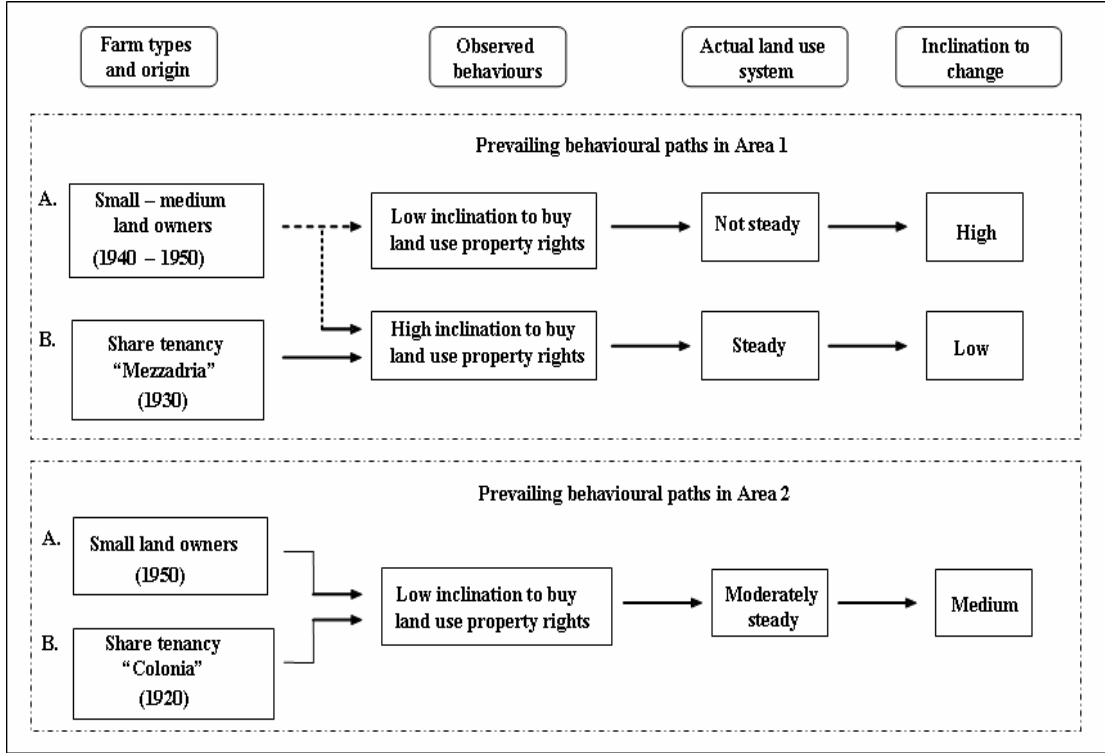 Farm types
and origin
Observed
behaviours
Actual land use
system
Inclination to
change
Prevailing behavioural paths in Area 1
A.
Small – medium
land owners
(1940 – 1950)
Low inclination to buy
land use property rights
Not steady
High
B.
Share tenancy
“Mezzadria”
(1930)
High inclination to buy
land use property rights
Steady
Low
Prevailing behavioural paths in Area 2
A.
Small land owners
(1950)
Low inclination to buy
land use property rights
Moderately
steady
Medium
B.
Share tenancy
“Colonia”
(1920)